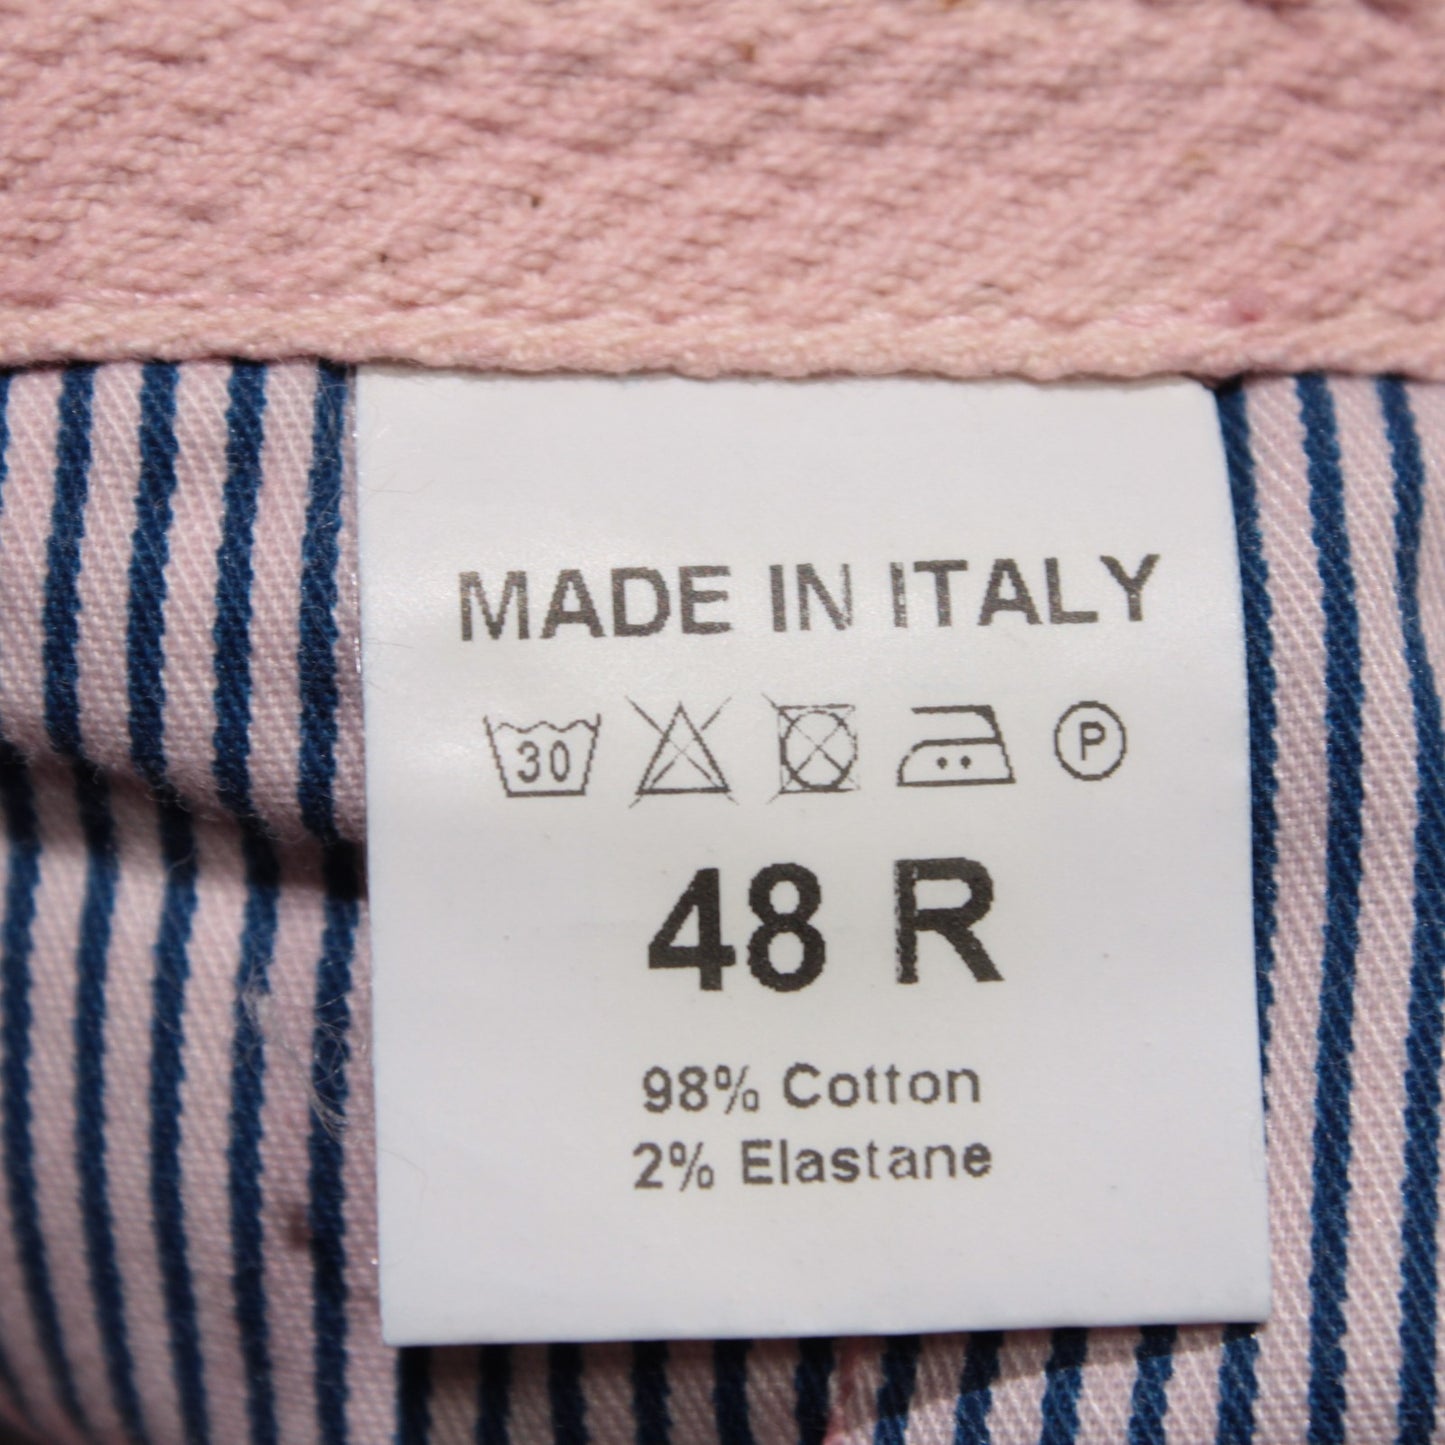 MADE IN ITALY
30 P
48 R
98% Cotton
2% Elastane